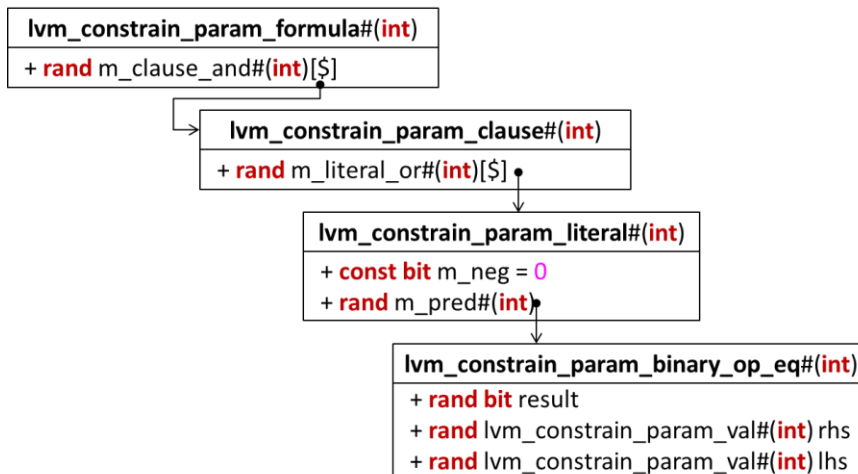 lvm_constrain_param_formula#(int)
+ rand m_clause_and#(int)[$]
lvm_constrain_param_clause#(int)
+ rand m_literal_or#(int)[$]
lvm_constrain_param_literal#(int)
+ const bit m_neg = 0
+ rand m_pred#(int)
lvm_constrain_param_binary_op_eq#(int)
+ rand bit result
+ rand lvm_constrain_param_val#(int) rhs
+ rand lvm_constrain_param_val#(int) lhs